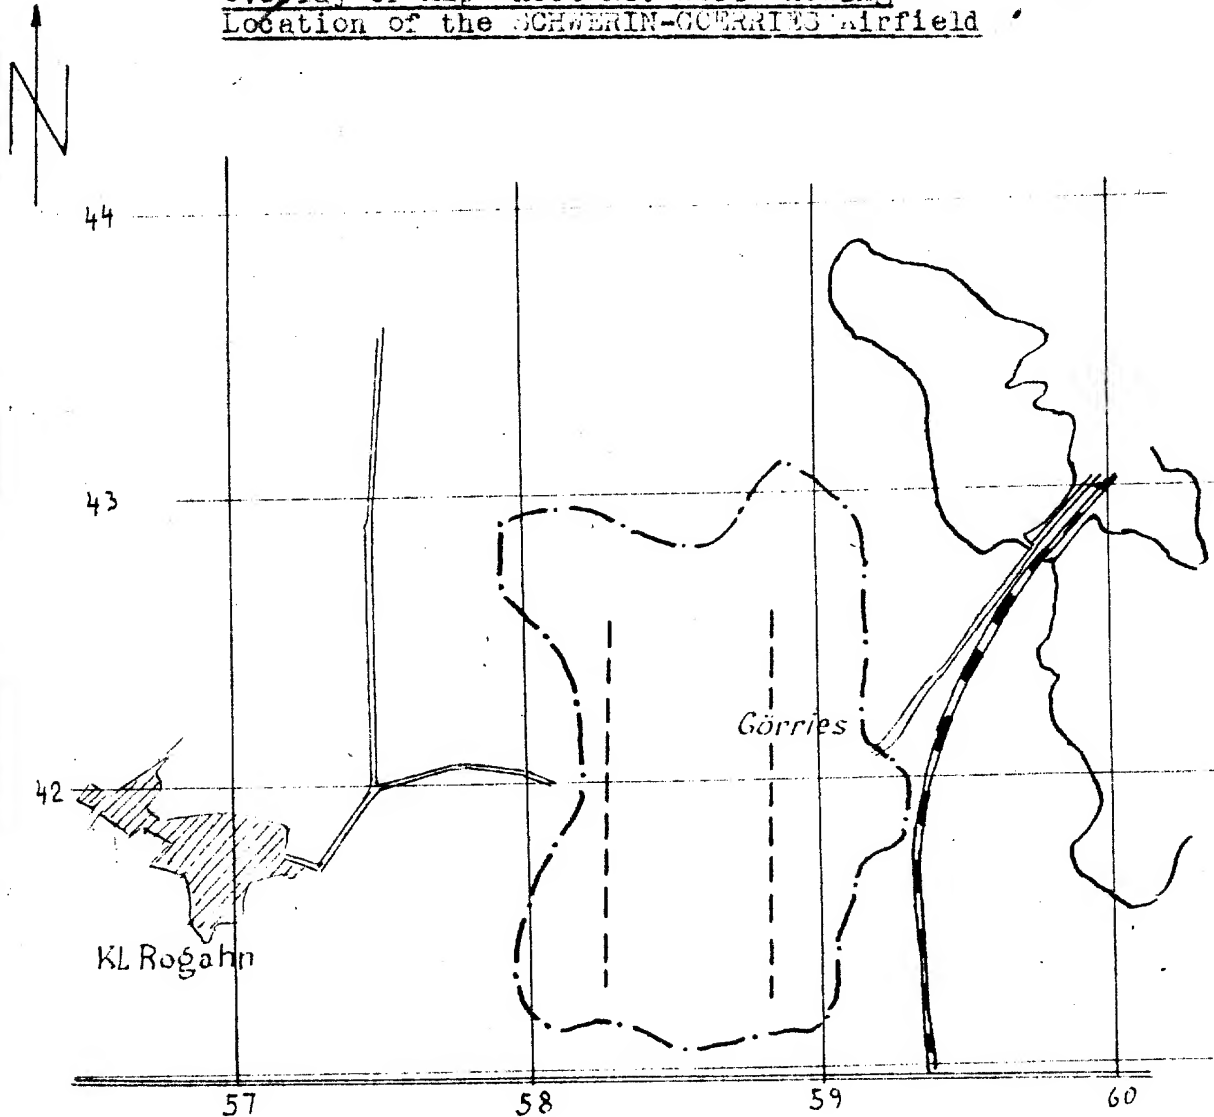 Location of the SCHWERIN-GOERRIES Airfield
N
44
43
Görries
42
Kl. Rogahn
57 58 59 60